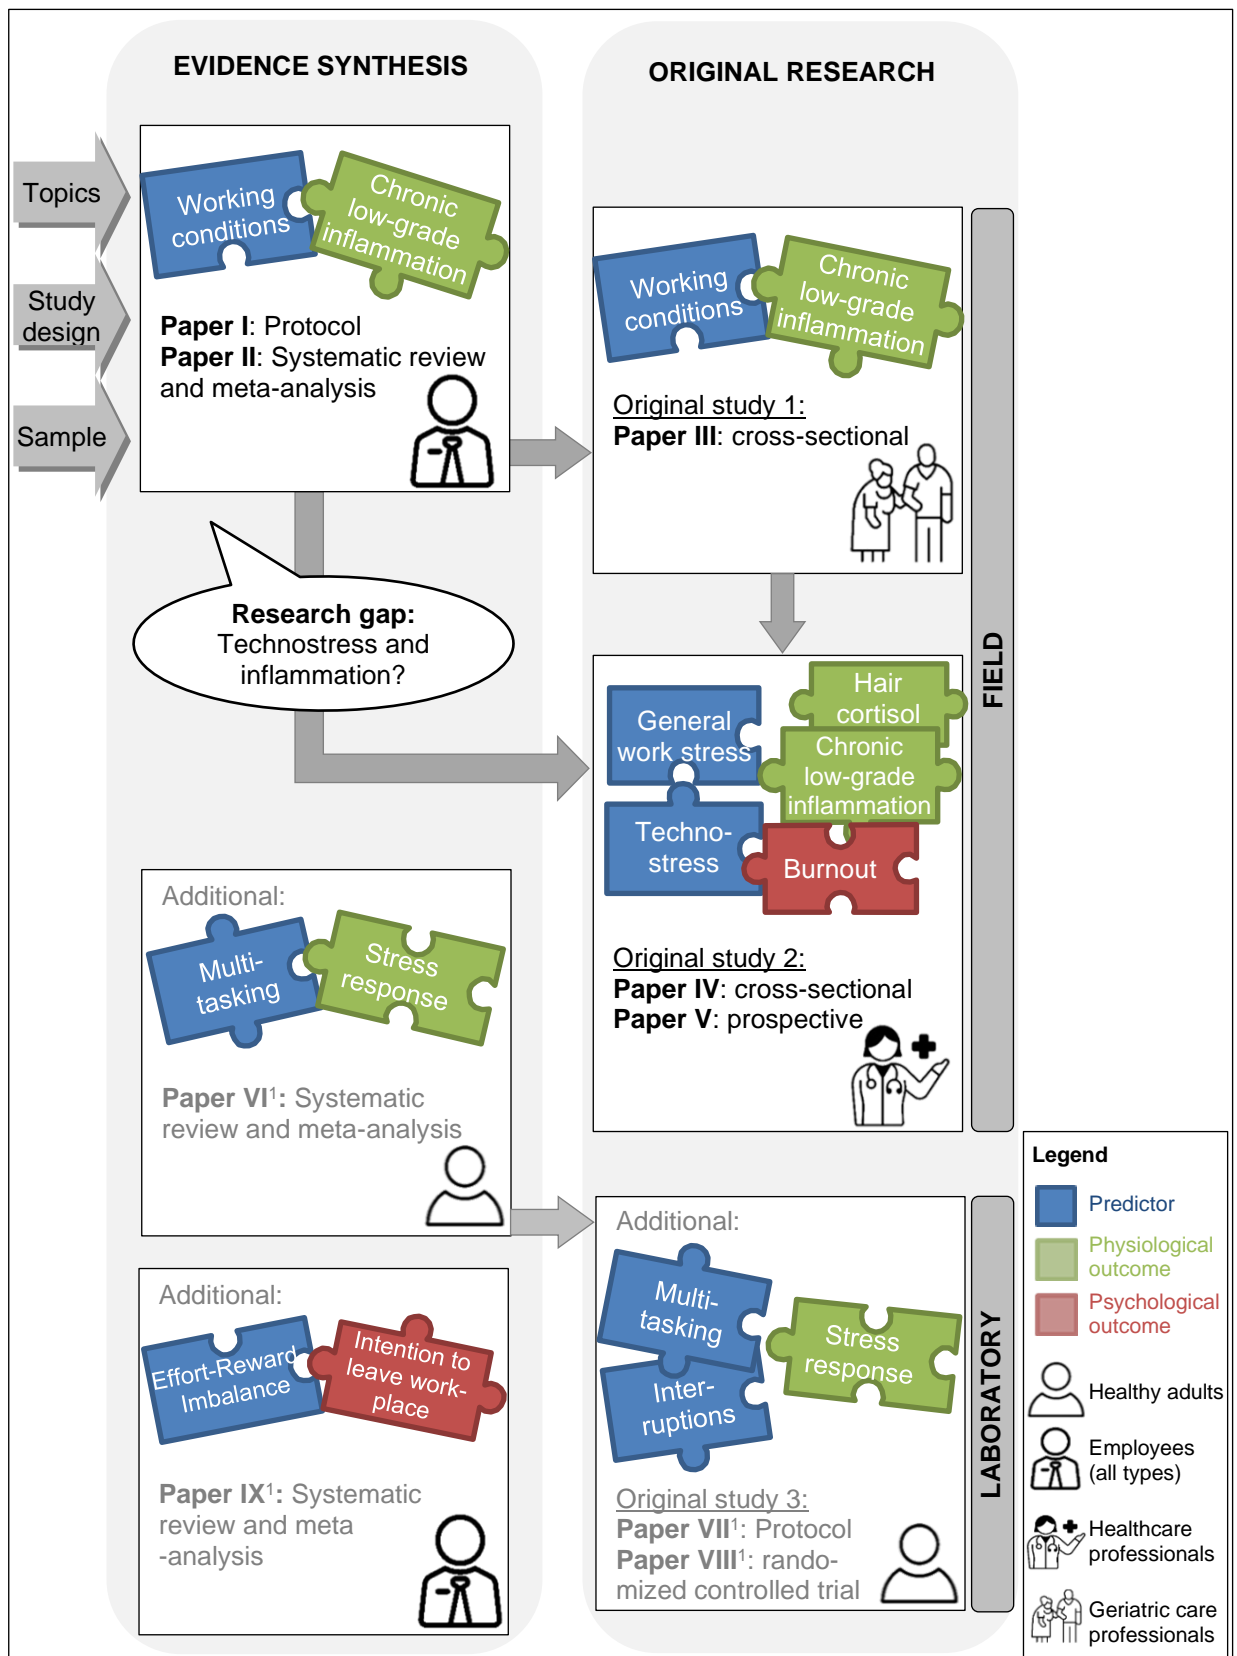 EVIDENCE SYNTHESIS
ORIGINAL RESEARCH
Topics
Study
design
Sample
Working
conditions
Chronic
low-grade
inflammation
Paper I: Protocol
Paper II: Systematic review
and meta-analysis
Working
conditions
Chronic
low-grade
inflammation
Original study 1:
Paper III: cross-sectional
FIELD
Research gap:
Technostress and
inflammation?
General
work stress
Techno-
stress
Hair
cortisol
Chronic
low-grade
inflammation
Burnout
Original study 2:
Paper IV: cross-sectional
Paper V: prospective
Additional:
Multi-
tasking
Stress
response
Paper VI¹: Systematic
review and meta-analysis
Additional:
Effort-Reward
Imbalance
Intention to
leave work-
place
Paper IX¹: Systematic
review and meta
-analysis
Additional:
Multi-
tasking
Inter-
ruptions
Stress
response
Original study 3:
Paper VII¹: Protocol
Paper VIII¹: rando-
mized controlled trial
LABORATORY
Legend
Predictor
Physiological
outcome
Psychological
outcome
Healthy adults
Employees
(all types)
Healthcare
professionals
Geriatric care
professionals